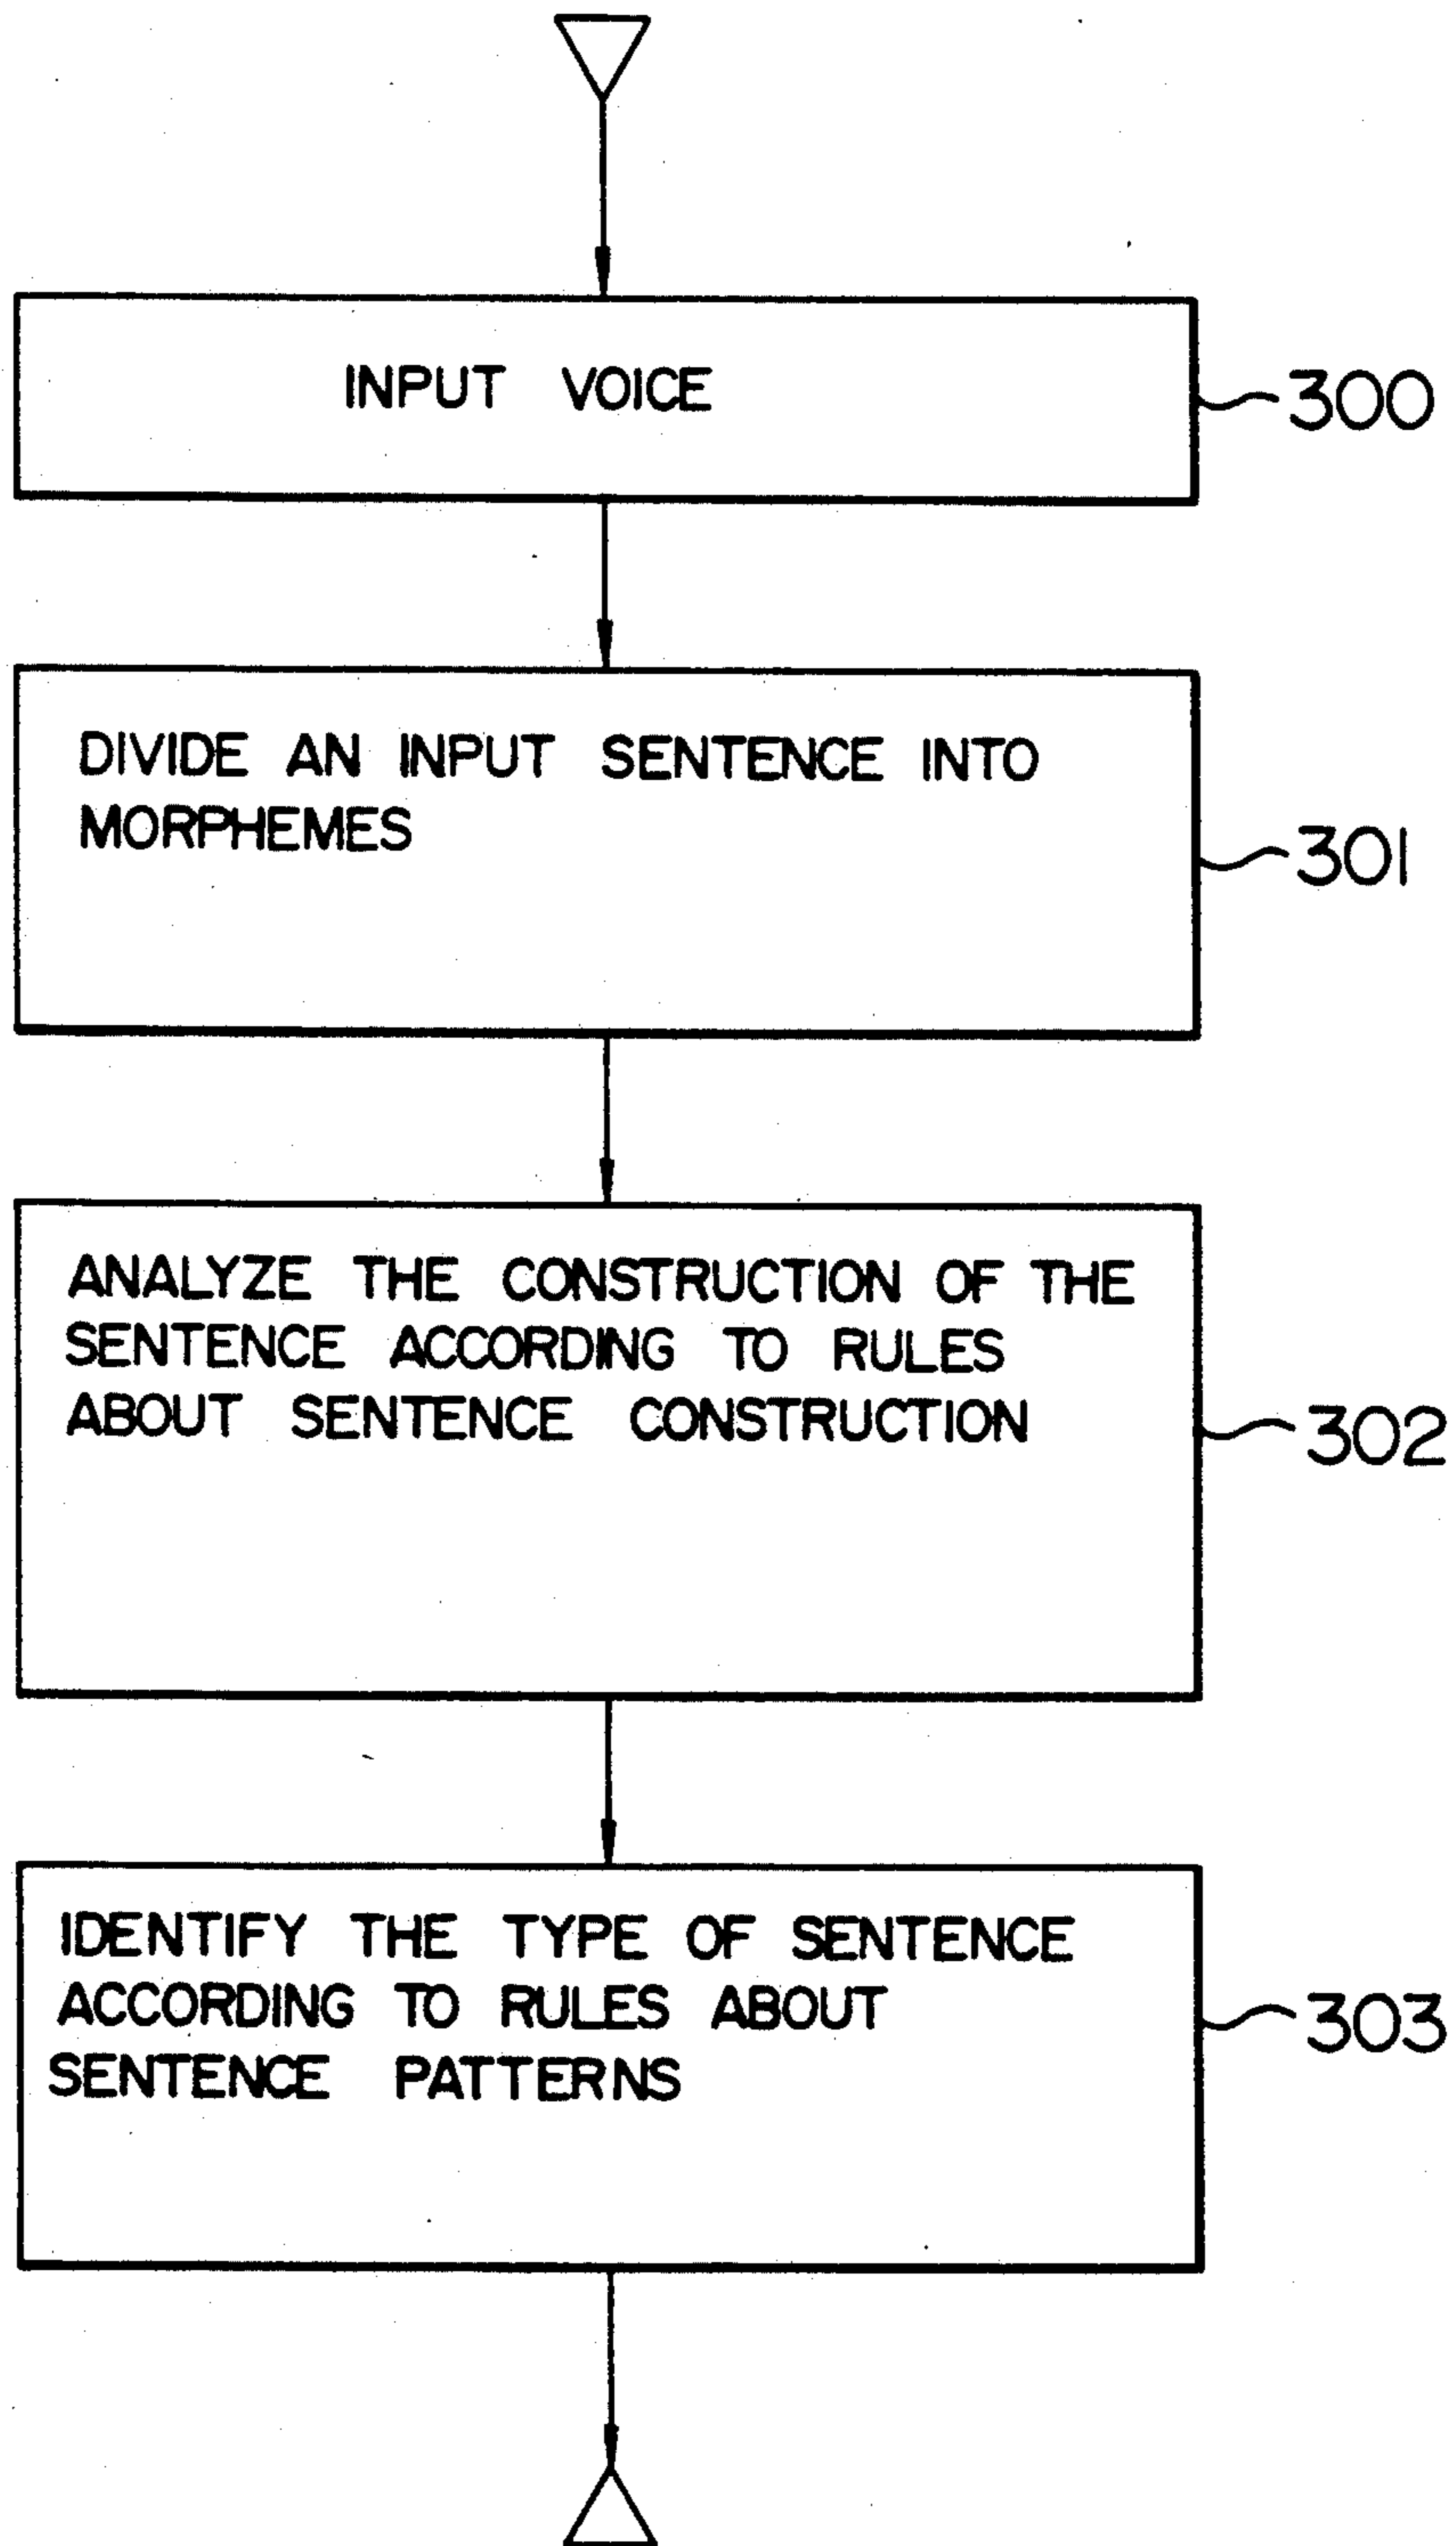 INPUT VOICE
300
DIVIDE AN INPUT SENTENCE INTO
MORPHEMES
301
ANALYZE THE CONSTRUCTION OF THE
SENTENCE ACCORDING TO RULES
ABOUT SENTENCE CONSTRUCTION
302
IDENTIFY THE TYPE OF SENTENCE
ACCORDING TO RULES ABOUT
SENTENCE PATTERNS
303